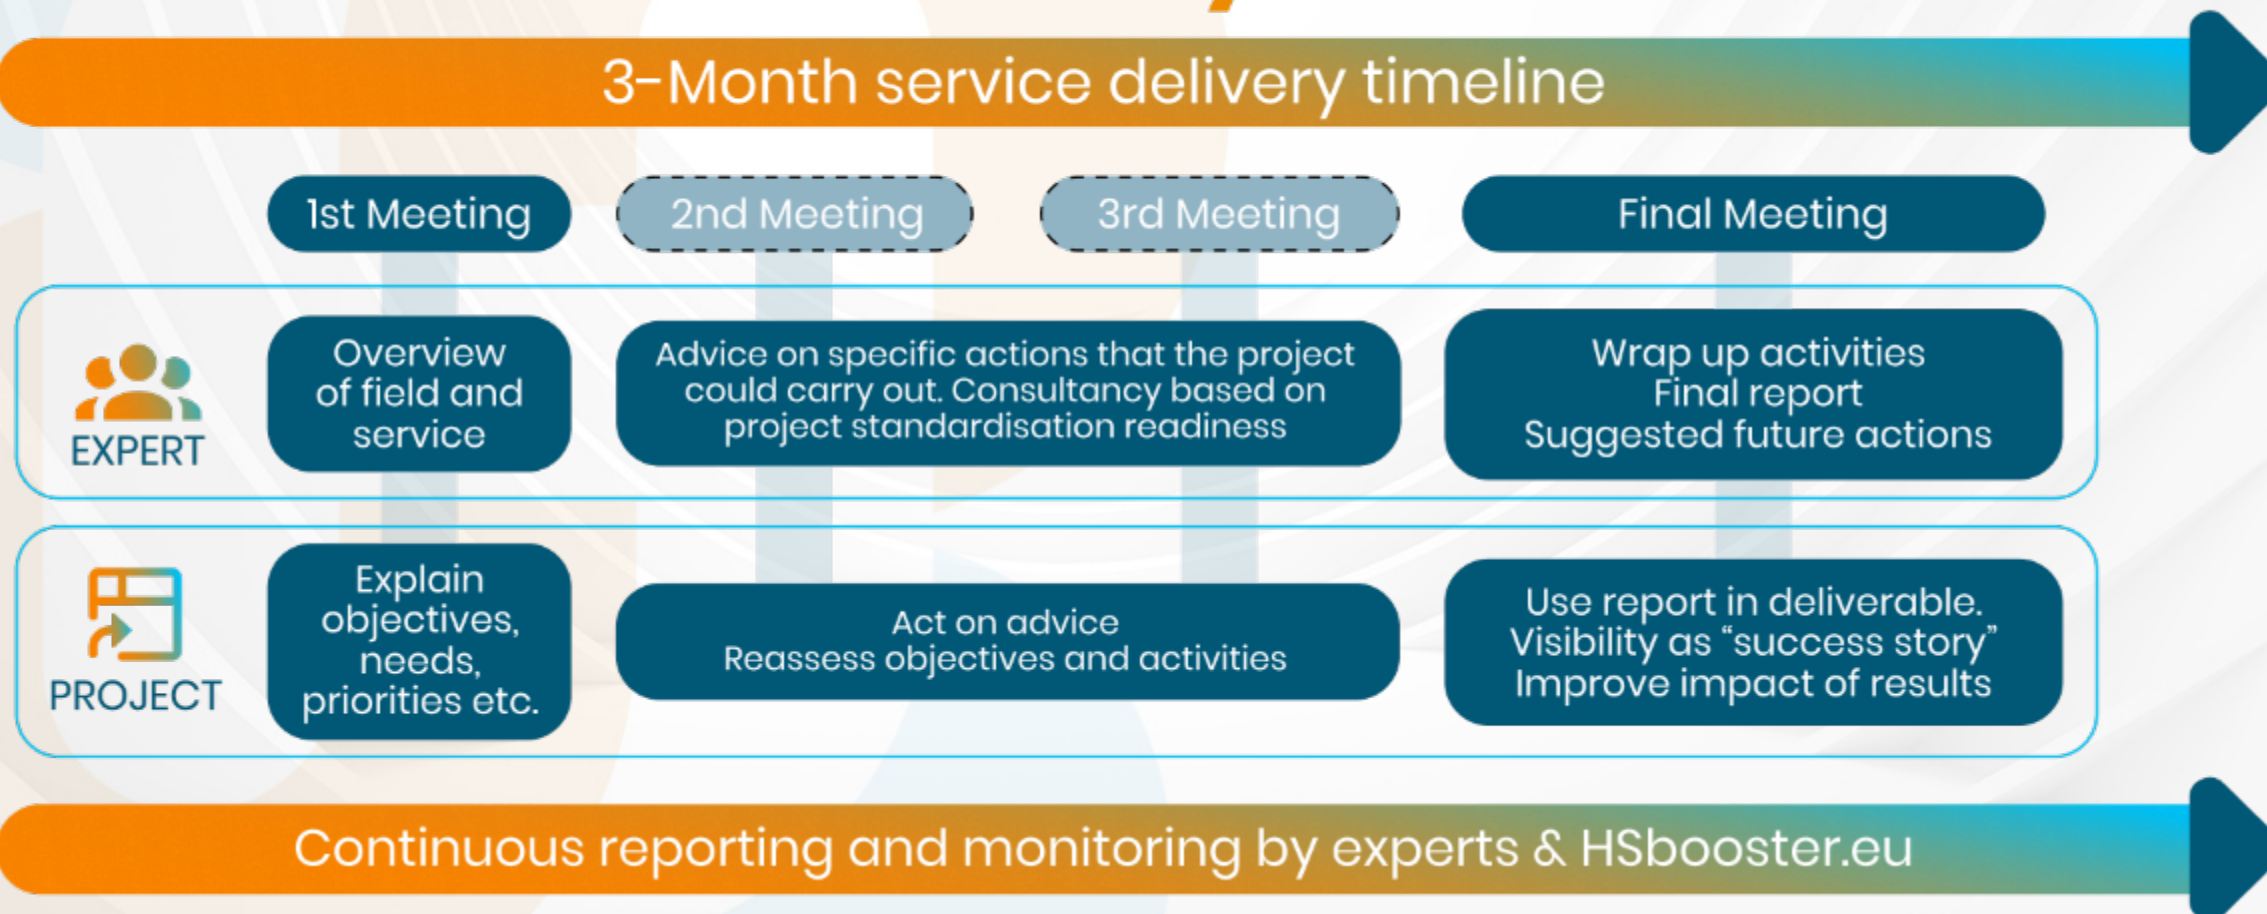 3-Month service delivery timeline
1st Meeting
2nd Meeting
3rd Meeting
Final Meeting
EXPERT
Overview
of field and
service
Advice on specific actions that the project
could carry out. Consultancy based on
project standardisation readiness
Wrap up activities
Final report
Suggested future actions
PROJECT
Explain
objectives,
needs,
priorities etc.
Act on advice
Reassess objectives and activities
Use report in deliverable.
Visibility as “success story”
Improve impact of results
Continuous reporting and monitoring by experts & HSbooster.eu